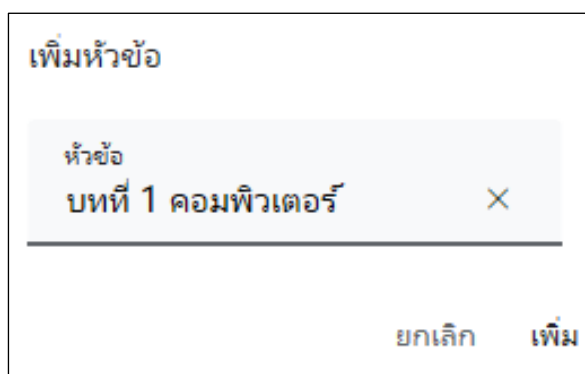 เพิ่มหัวข้อ
หัวข้อ
บทที่ 1 คอมพิวเตอร์
ยกเลิก เพิ่ม